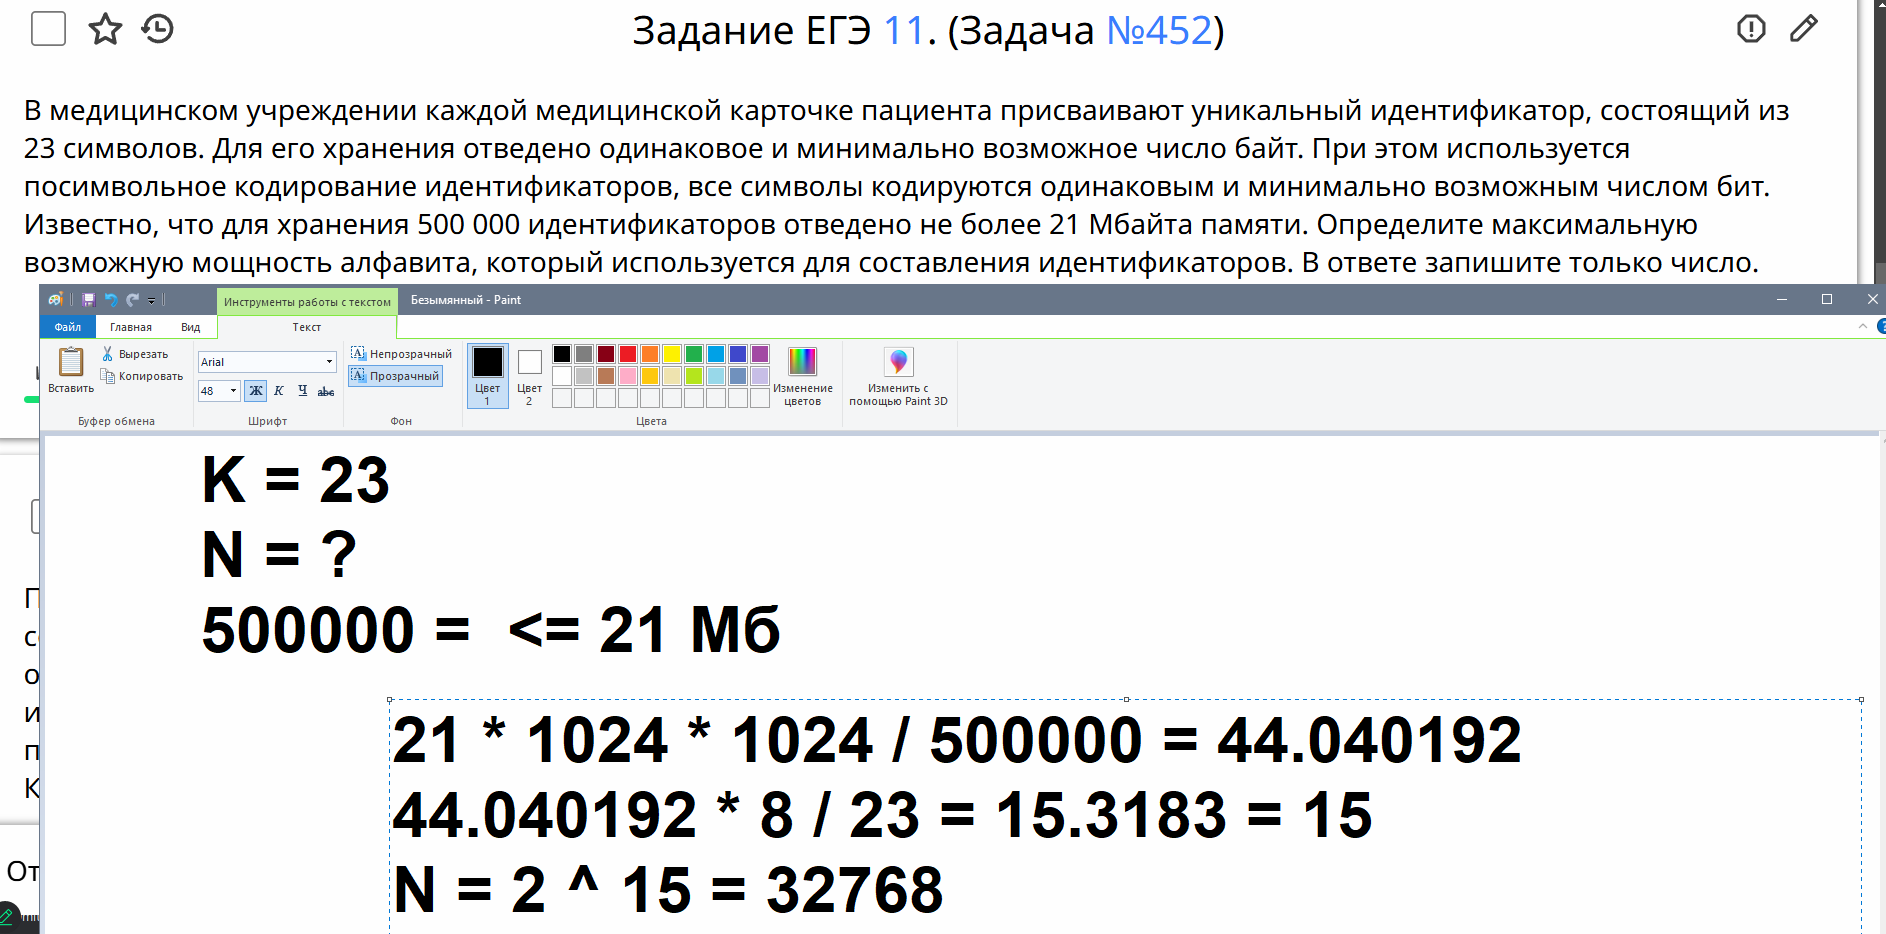 Задание ЕГЭ 11. (Задача №452)
В медицинском учреждении каждой медицинской карточке пациента присваивают уникальный идентификатор, состоящий из
23 символов. Для его хранения отведено одинаковое и минимально возможное число байт. При этом используется
посимвольное кодирование идентификаторов, все символы кодируются одинаковым и минимально возможным числом бит.
Известно, что для хранения 500 000 идентификаторов отведено не более 21 Мбайта памяти. Определите максимальную
возможную мощность алфавита, который используется для составления идентификаторов. В ответе запишите только число.
Инструменты работы с текстом Безымянный - Paint
Файл Главная Вид Текст
Вставить
Вырезать
Копировать
Буфер обмена
Arial
48 Ж К Ч abc
Шрифт
Непрозрачный
Прозрачный
Фон
Цвет 1
Цвет 2
Изменение цветов
Цвета
Изменить с помощью Paint 3D
K = 23
N = ?
500000 = <= 21 Мб
21 * 1024 * 1024 / 500000 = 44.040192
44.040192 * 8 / 23 = 15.3183 = 15
N = 2 ^ 15 = 32768
П
с
о
и
п
К
От